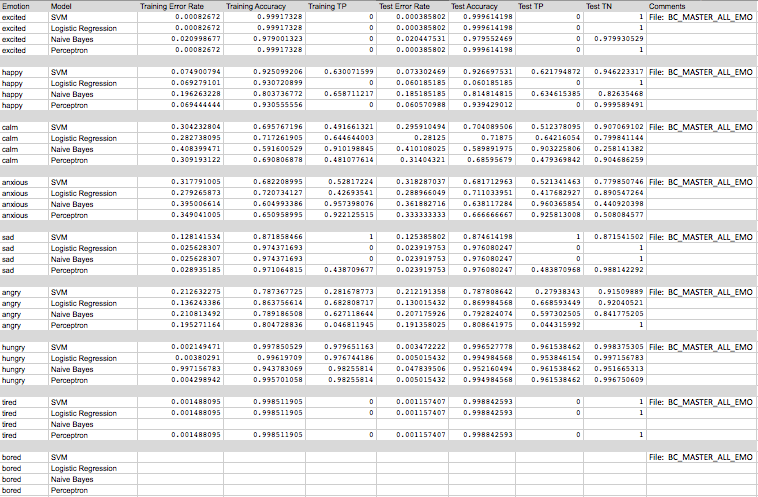 Emotion Model Training Error Rate Training Accuracy Training TP Test Error Rate Test Accuracy Test TP Test TN Comments
excited SVM 0.00082672 0.99917328 0 0.000385802 0.999614198 0 1 File: BC_MASTER_ALL_EMO
excited Logistic Regression 0.00082672 0.99917328 0 0.000385802 0.999614198 0 1
excited Naive Bayes 0.020998677 0.979001323 0 0.020447531 0.979552469 0 0.979930529
excited Perceptron 0.00082672 0.99917328 0 0.000385802 0.999614198 0 1
happy SVM 0.074900794 0.925099206 0.630071599 0.073302469 0.926697531 0.621794872 0.946223317 File: BC_MASTER_ALL_EMO
happy Logistic Regression 0.069279101 0.930720899 0 0.060185185 0.060185185 0 1
happy Naive Bayes 0.196263228 0.803736772 0.658711217 0.185185185 0.814814815 0.634615385 0.82635468
happy Perceptron 0.069444444 0.930555556 0 0.060570988 0.939429012 0 0.999589491
calm SVM 0.304232804 0.695767196 0.491661321 0.295910494 0.704089506 0.512378095 0.907069102 File: BC_MASTER_ALL_EMO
calm Logistic Regression 0.282738095 0.717261905 0.644644003 0.28125 0.71875 0.64216054 0.799841144
calm Naive Bayes 0.408399471 0.591600529 0.910198845 0.410108025 0.589891975 0.903225806 0.258141382
calm Perceptron 0.309193122 0.690806878 0.481077614 0.31404321 0.68595679 0.479369842 0.904686259
anxious SVM 0.317791005 0.682208995 0.52817224 0.318287037 0.681712963 0.521341463 0.779850746 File: BC_MASTER_ALL_EMO
anxious Logistic Regression 0.279265873 0.720734127 0.42693541 0.288966049 0.711033951 0.417682927 0.890547264
anxious Naive Bayes 0.395006614 0.604993386 0.957398076 0.361882716 0.638117284 0.960365854 0.440920398
anxious Perceptron 0.349041005 0.650958995 0.922125515 0.333333333 0.666666667 0.925813008 0.508084577
sad SVM 0.128141534 0.871858466 1 0.125385802 0.874614198 1 0.871541502 File: BC_MASTER_ALL_EMO
sad Logistic Regression 0.025628307 0.974371693 0 0.023919753 0.976080247 0 1
sad Naive Bayes 0.025628307 0.974371693 0 0.023919753 0.976080247 0 1
sad Perceptron 0.028935185 0.971064815 0.438709677 0.023919753 0.976080247 0.483870968 0.988142292
angry SVM 0.212632275 0.787367725 0.281678773 0.212191358 0.787808642 0.27938343 0.91509889 File: BC_MASTER_ALL_EMO
angry Logistic Regression 0.136243386 0.863756614 0.682808717 0.130015432 0.869984568 0.668593449 0.92040521
angry Naive Bayes 0.210813492 0.789186508 0.627118644 0.207175926 0.792824074 0.597302505 0.841775205
angry Perceptron 0.195271164 0.804728836 0.046811945 0.191358025 0.808641975 0.044315992 1
hungry SVM 0.002149471 0.997850529 0.979651163 0.003472222 0.996527778 0.961538462 0.998375305 File: BC_MASTER_ALL_EMO
hungry Logistic Regression 0.00380291 0.99619709 0.976744186 0.005015432 0.994984568 0.953846154 0.997156783
hungry Naive Bayes 0.997156783 0.943783069 0.98255814 0.047839506 0.952160494 0.961538462 0.951665313
hungry Perceptron 0.004298942 0.995701058 0.98255814 0.005015432 0.994984568 0.961538462 0.996750609
tired SVM 0.001488095 0.998511905 0 0.001157407 0.998842593 0 1 File: BC_MASTER_ALL_EMO
tired Logistic Regression 0.001488095 0.998511905 0 0.001157407 0.998842593 0 1
tired Naive Bayes
tired Perceptron 0.001488095 0.998511905 0 0.001157407 0.998842593 0 1
bored SVM File: BC_MASTER_ALL_EMO
bored Logistic Regression
bored Naive Bayes
bored Perceptron